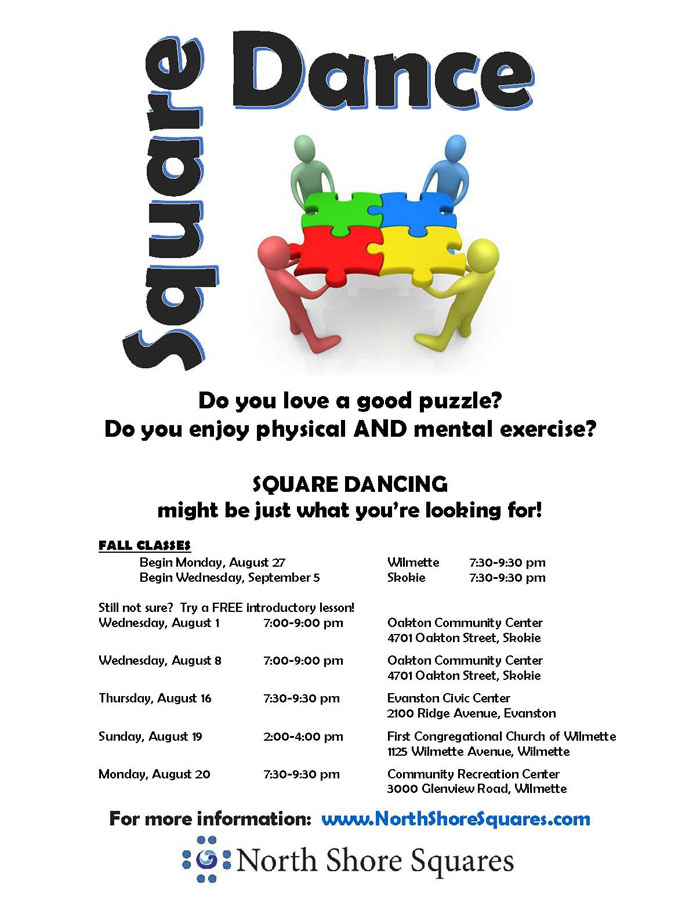 Square Dance
Do you love a good puzzle?
Do you enjoy physical AND mental exercise?
SQUARE DANCING
might be just what you're looking for!
FALL CLASSES
Begin Monday, August 27 Wilmette 7:30-9:30 pm
Begin Wednesday, September 5 Skokie 7:30-9:30 pm
Still not sure? Try a FREE introductory lesson!
Wednesday, August 1 7:00-9:00 pm Oakton Community Center
4701 Oakton Street, Skokie
Wednesday, August 8 7:00-9:00 pm Oakton Community Center
4701 Oakton Street, Skokie
Thursday, August 16 7:30-9:30 pm Evanston Civic Center
2100 Ridge Avenue, Evanston
Sunday, August 19 2:00-4:00 pm First Congregational Church of Wilmette
1125 Wilmette Avenue, Wilmette
Monday, August 20 7:30-9:30 pm Community Recreation Center
3000 Glenview Road, Wilmette
For more information: www.NorthShoreSquares.com
North Shore Squares